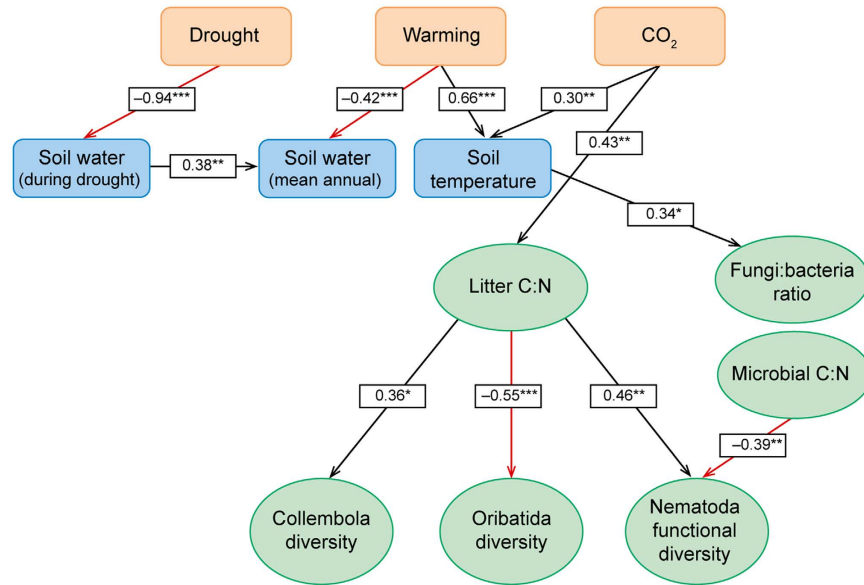 Drought
Warming
CO₂
–0.94***
–0.42***
0.66***
0.30**
0.43**
Soil water
(during drought)
0.38**
Soil water
(mean annual)
Soil
temperature
0.34*
Fungi:bacteria
ratio
Litter C:N
Microbial C:N
0.36*
–0.55***
0.46**
–0.39**
Collembola
diversity
Oribatida
diversity
Nematoda
functional
diversity